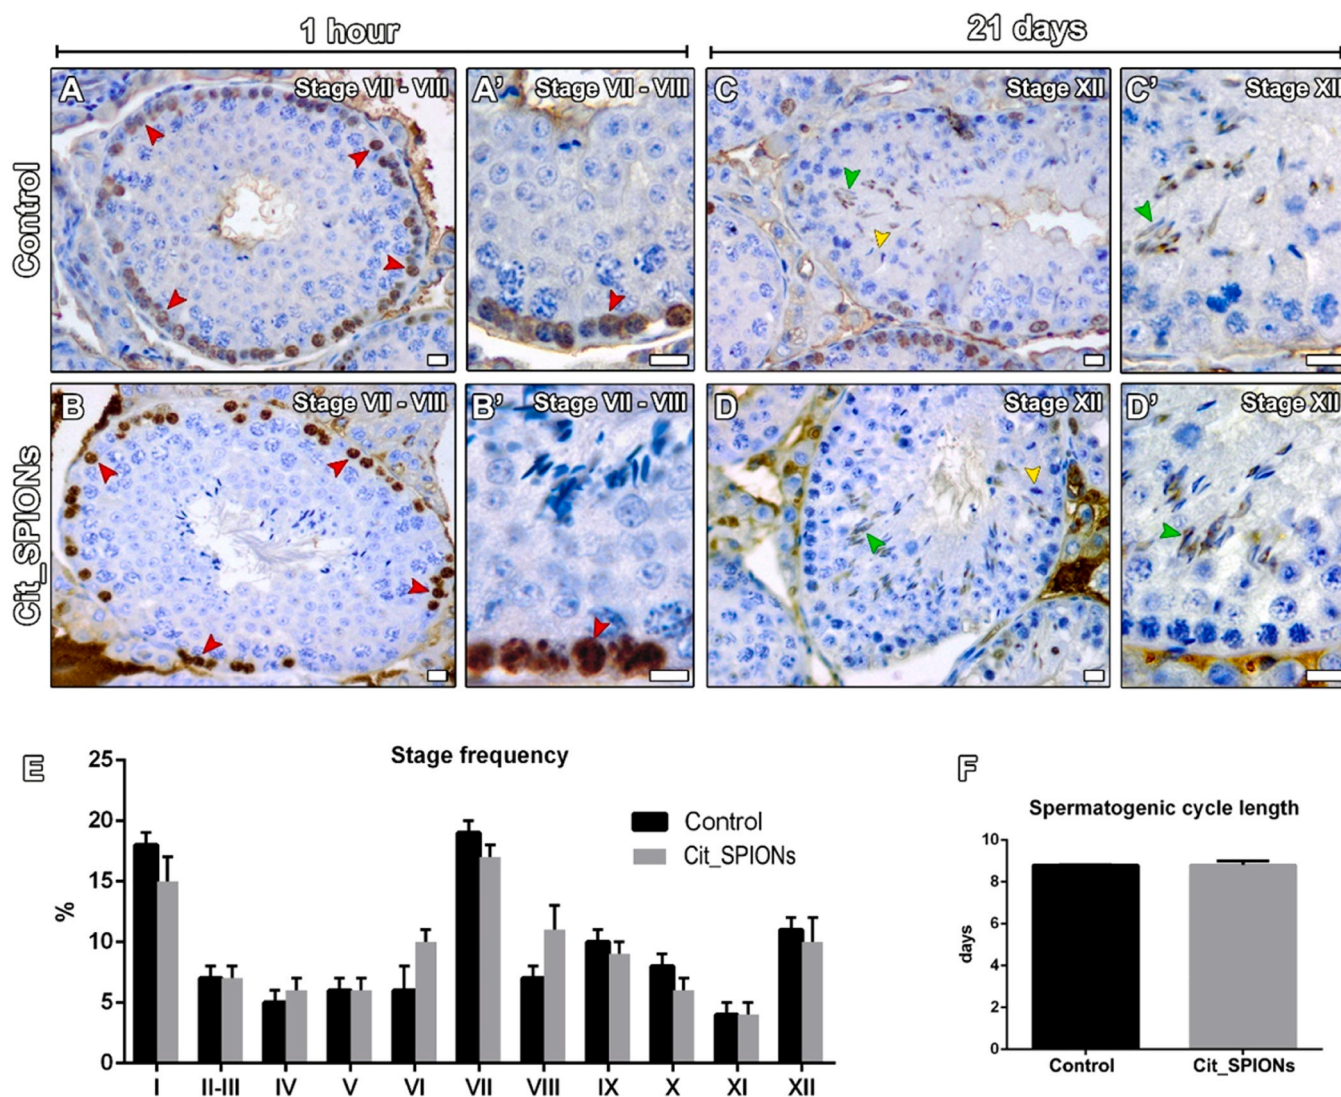 1 hour
21 days
Control
A
Stage VII - VIII
A'
Stage VII - VIII
C
Stage XII
C'
Stage XII
Cit_SPIONs
B
Stage VII - VIII
B'
Stage VII - VIII
D
Stage XII
D'
Stage XII
E
Stage frequency
%
25
20
15
10
5
0
Control
Cit_SPIONs
I II-III IV V VI VII VIII IX X XI XII
F
Spermatogenic cycle length
days
10
8
6
4
2
0
Control Cit_SPIONs